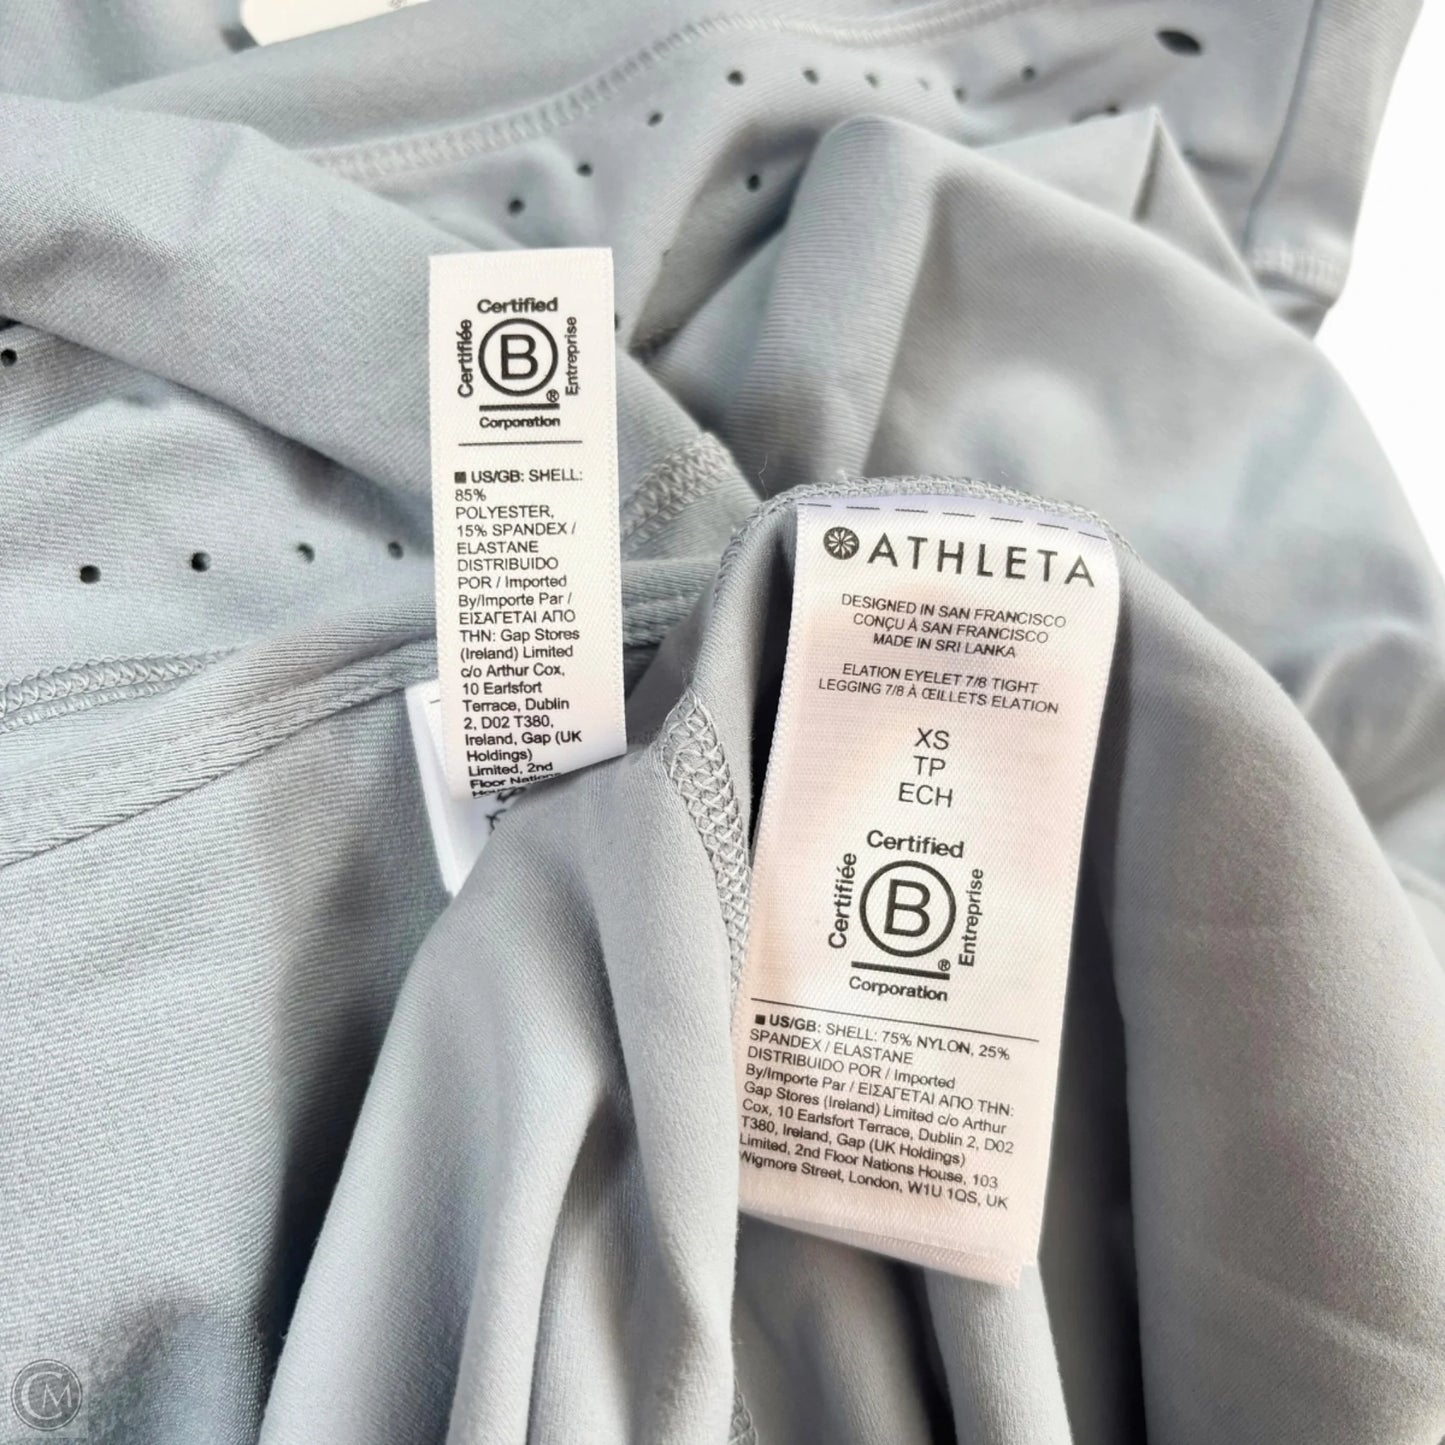 Certified
Certifiée
B
Entreprise
®
Corporation
■ US/GB: SHELL:
85%
POLYESTER,
15% SPANDEX /
ELASTANE
DISTRIBUIDO
POR / Imported
By/Importe Par /
ΕΙΣΑΓΕΤΑΙ ΑΠΟ
ΤΗΝ: Gap Stores
(Ireland) Limited
c/o Arthur Cox,
10 Earlsfort
Terrace, Dublin
2, D02 T380,
Ireland, Gap (UK
Holdings)
Limited, 2nd
Floor Nations
ATHLETA
DESIGNED IN SAN FRANCISCO
CONÇU À SAN FRANCISCO
MADE IN SRI LANKA
ELATION EYELET 7/8 TIGHT
LEGGING 7/8 À ŒILLETS ELATION
XS
TP
ECH
Certified
Certifiée
B
Entreprise
®
Corporation
■ US/GB: SHELL: 75% NYLON, 25%
SPANDEX / ELASTANE
DISTRIBUIDO POR / Imported
By/Importe Par / ΕΙΣΑΓΕΤΑΙ ΑΠΟ ΤΗΝ:
Gap Stores (Ireland) Limited c/o Arthur
Cox, 10 Earlsfort Terrace, Dublin 2, D02
T380, Ireland, Gap (UK Holdings)
Limited, 2nd Floor Nations House, 103
Wigmore Street, London, W1U 1QS, UK
CM